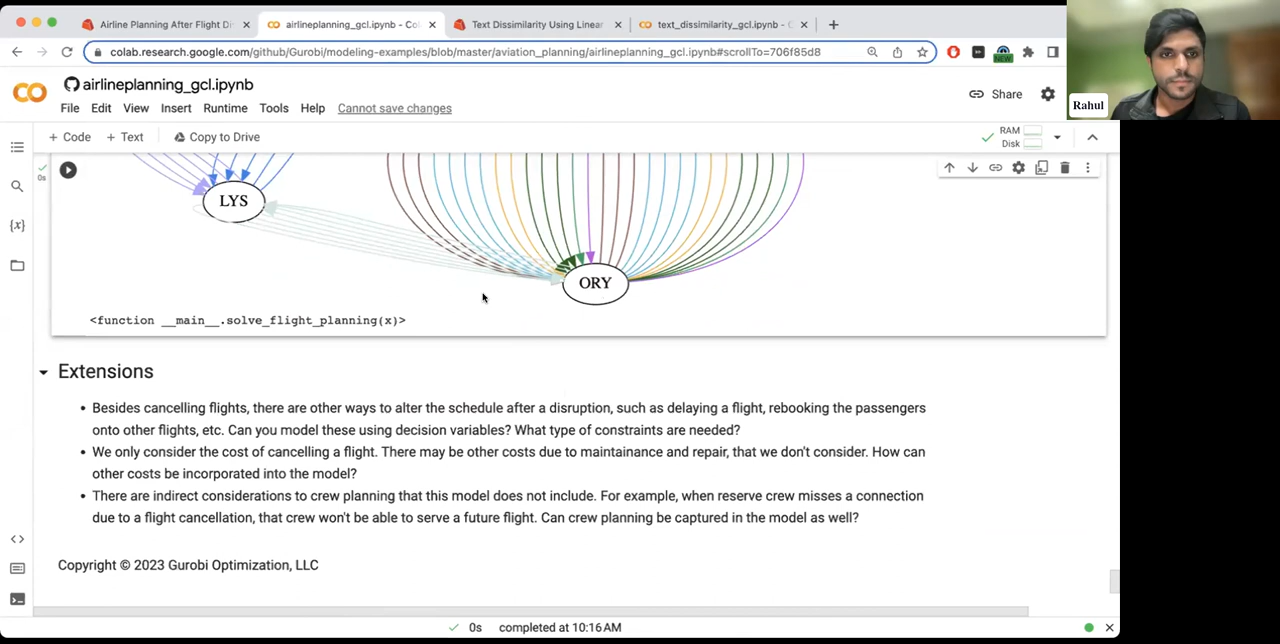 Airline Planning After Flight Di
airlineplanning_gcl.ipynb - Col
Text Dissimilarity Using Linear
text_dissimilarity_gcl.ipynb - C
colab.research.google.com/github/Gurobi/modeling-examples/blob/master/aviation_planning/airlineplanning_gcl.ipynb#scrollTo=706f85d8
NEW
airlineplanning_gcl.ipynb
File Edit View Insert Runtime Tools Help Cannot save changes
Share
Rahul
+ Code + Text Copy to Drive
RAM
Disk
0s
LYS
ORY
<function __main__.solve_flight_planning(x)>
Extensions
• Besides cancelling flights, there are other ways to alter the schedule after a disruption, such as delaying a flight, rebooking the passengers
onto other flights, etc. Can you model these using decision variables? What type of constraints are needed?
• We only consider the cost of cancelling a flight. There may be other costs due to maintainance and repair, that we don't consider. How can
other costs be incorporated into the model?
• There are indirect considerations to crew planning that this model does not include. For example, when reserve crew misses a connection
due to a flight cancellation, that crew won't be able to serve a future flight. Can crew planning be captured in the model as well?
Copyright © 2023 Gurobi Optimization, LLC
0s completed at 10:16 AM